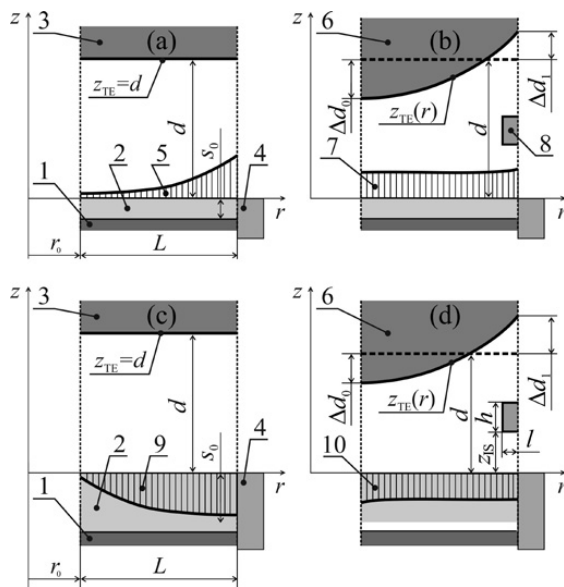 z
3
(a)
z_TE=d
d
s_0
1
2
5
4
r
r_0
L
z
6
(b)
Δd_0
z_TE(r)
d
Δd_1
7
8
r
z
3
(c)
z_TE=d
d
1
2
9
s_0
4
r
r_0
L
z
6
(d)
Δd_0
z_TE(r)
d
Δd_1
h
z_IS
l
10
r